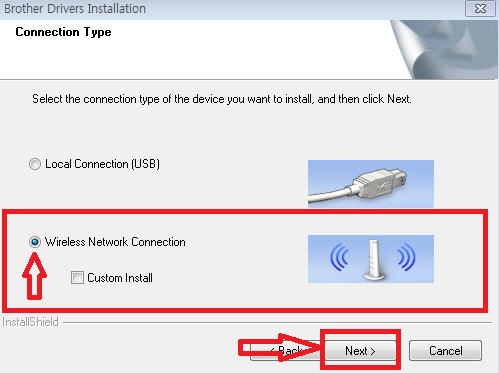 Brother Drivers Installation
Connection Type
Select the connection type of the device you want to install, and then click Next.
Local Connection (USB)
Wireless Network Connection
Custom Install
InstallShield
< Back
Next >
Cancel